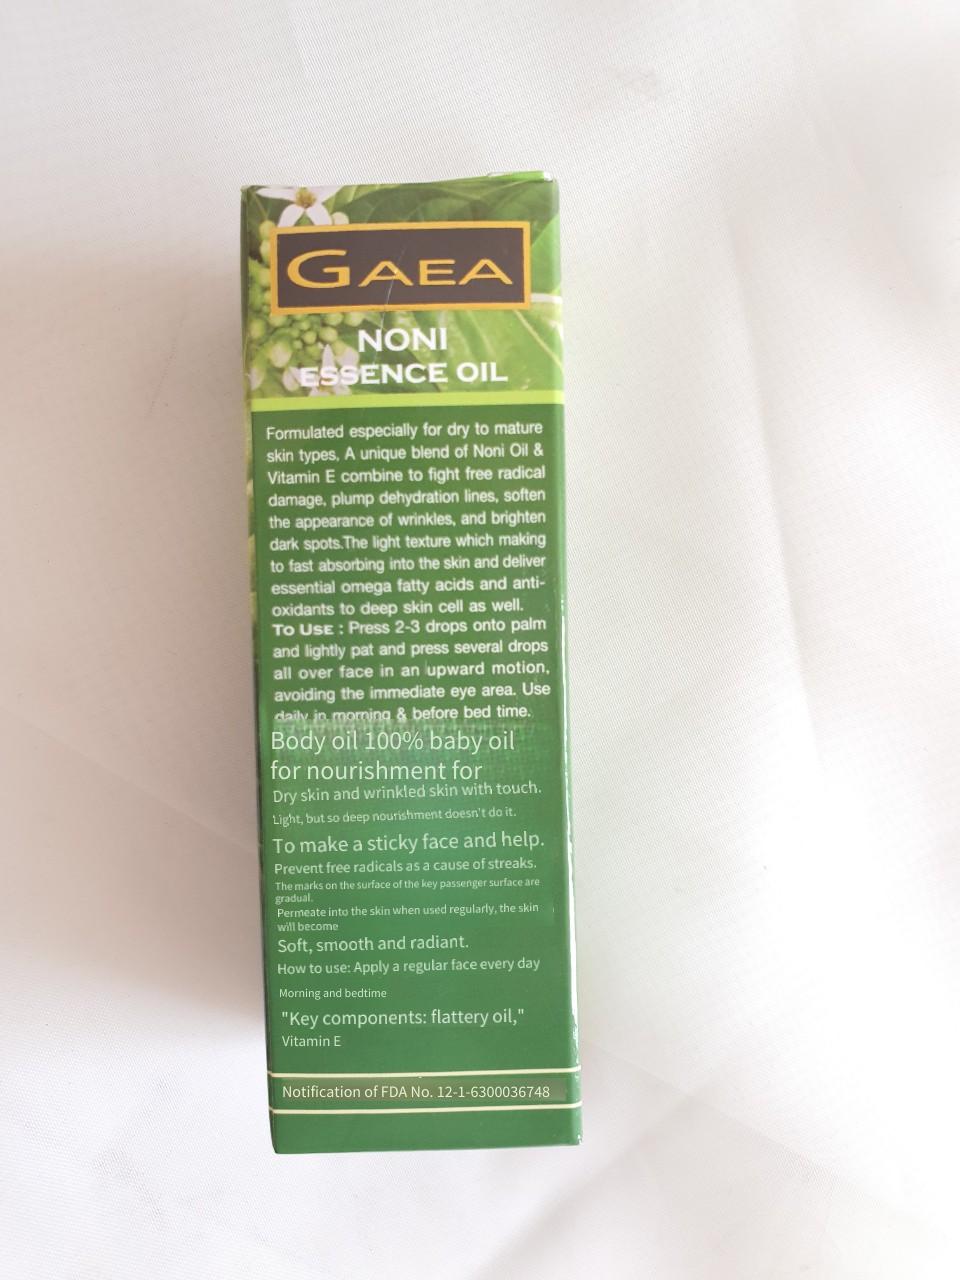 GAEA
NONI
ESSENCE OIL
Formulated especially for dry to mature
skin types, A unique blend of Noni Oil &
Vitamin E combine to fight free radical
damage, plump dehydration lines, soften
the appearance of wrinkles, and brighten
dark spots.The light texture which making
to fast absorbing into the skin and deliver
essential omega fatty acids and anti-
oxidants to deep skin cell as well.
TO USE : Press 2-3 drops onto palm
and lightly pat and press several drops
all over face in an upward motion,
avoiding the immediate eye area. Use
daily in morning & before bed time.
Body oil 100% baby oil
for nourishment for
Dry skin and wrinkled skin with touch.
Light, but so deep nourishment doesn't do it.
To make a sticky face and help.
Prevent free radicals as a cause of streaks.
The marks on the surface of the key passenger surface are
gradual.
Permeate into the skin when used regularly, the skin
will become
Soft, smooth and radiant.
How to use: Apply a regular face every day
Morning and bedtime
"Key components: flattery oil,"
Vitamin E
Notification of FDA No. 12-1-6300036748